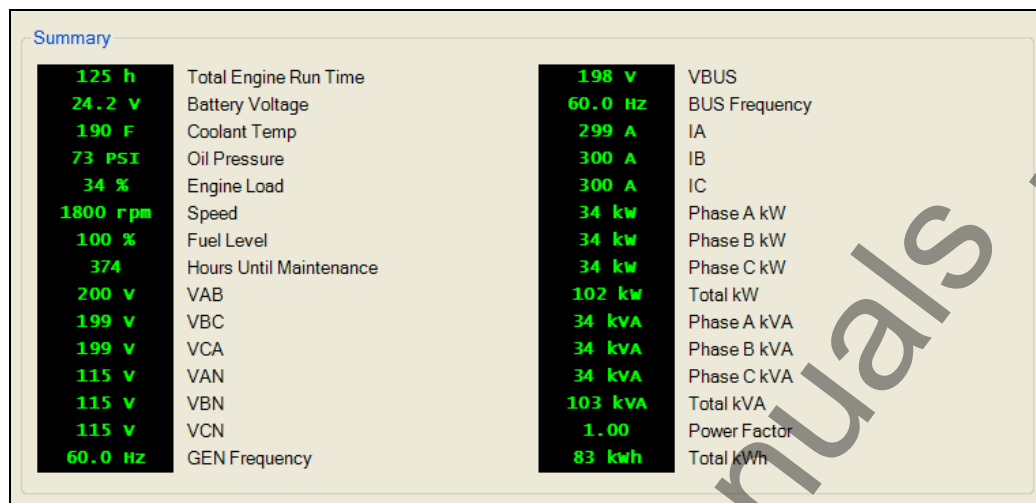 Summary
125 h Total Engine Run Time
24.2 V Battery Voltage
190 F Coolant Temp
73 PSI Oil Pressure
34 % Engine Load
1800 rpm Speed
100 % Fuel Level
374 Hours Until Maintenance
200 V VAB
199 V VBC
199 V VCA
115 V VAN
115 V VBN
115 V VCN
60.0 Hz GEN Frequency
198 V VBUS
60.0 Hz BUS Frequency
299 A IA
300 A IB
300 A IC
34 kW Phase A kW
34 kW Phase B kW
34 kW Phase C kW
102 kW Total kW
34 kVA Phase A kVA
34 kVA Phase B kVA
34 kVA Phase C kVA
103 kVA Total kVA
1.00 Power Factor
83 kWh Total kWh
nuals